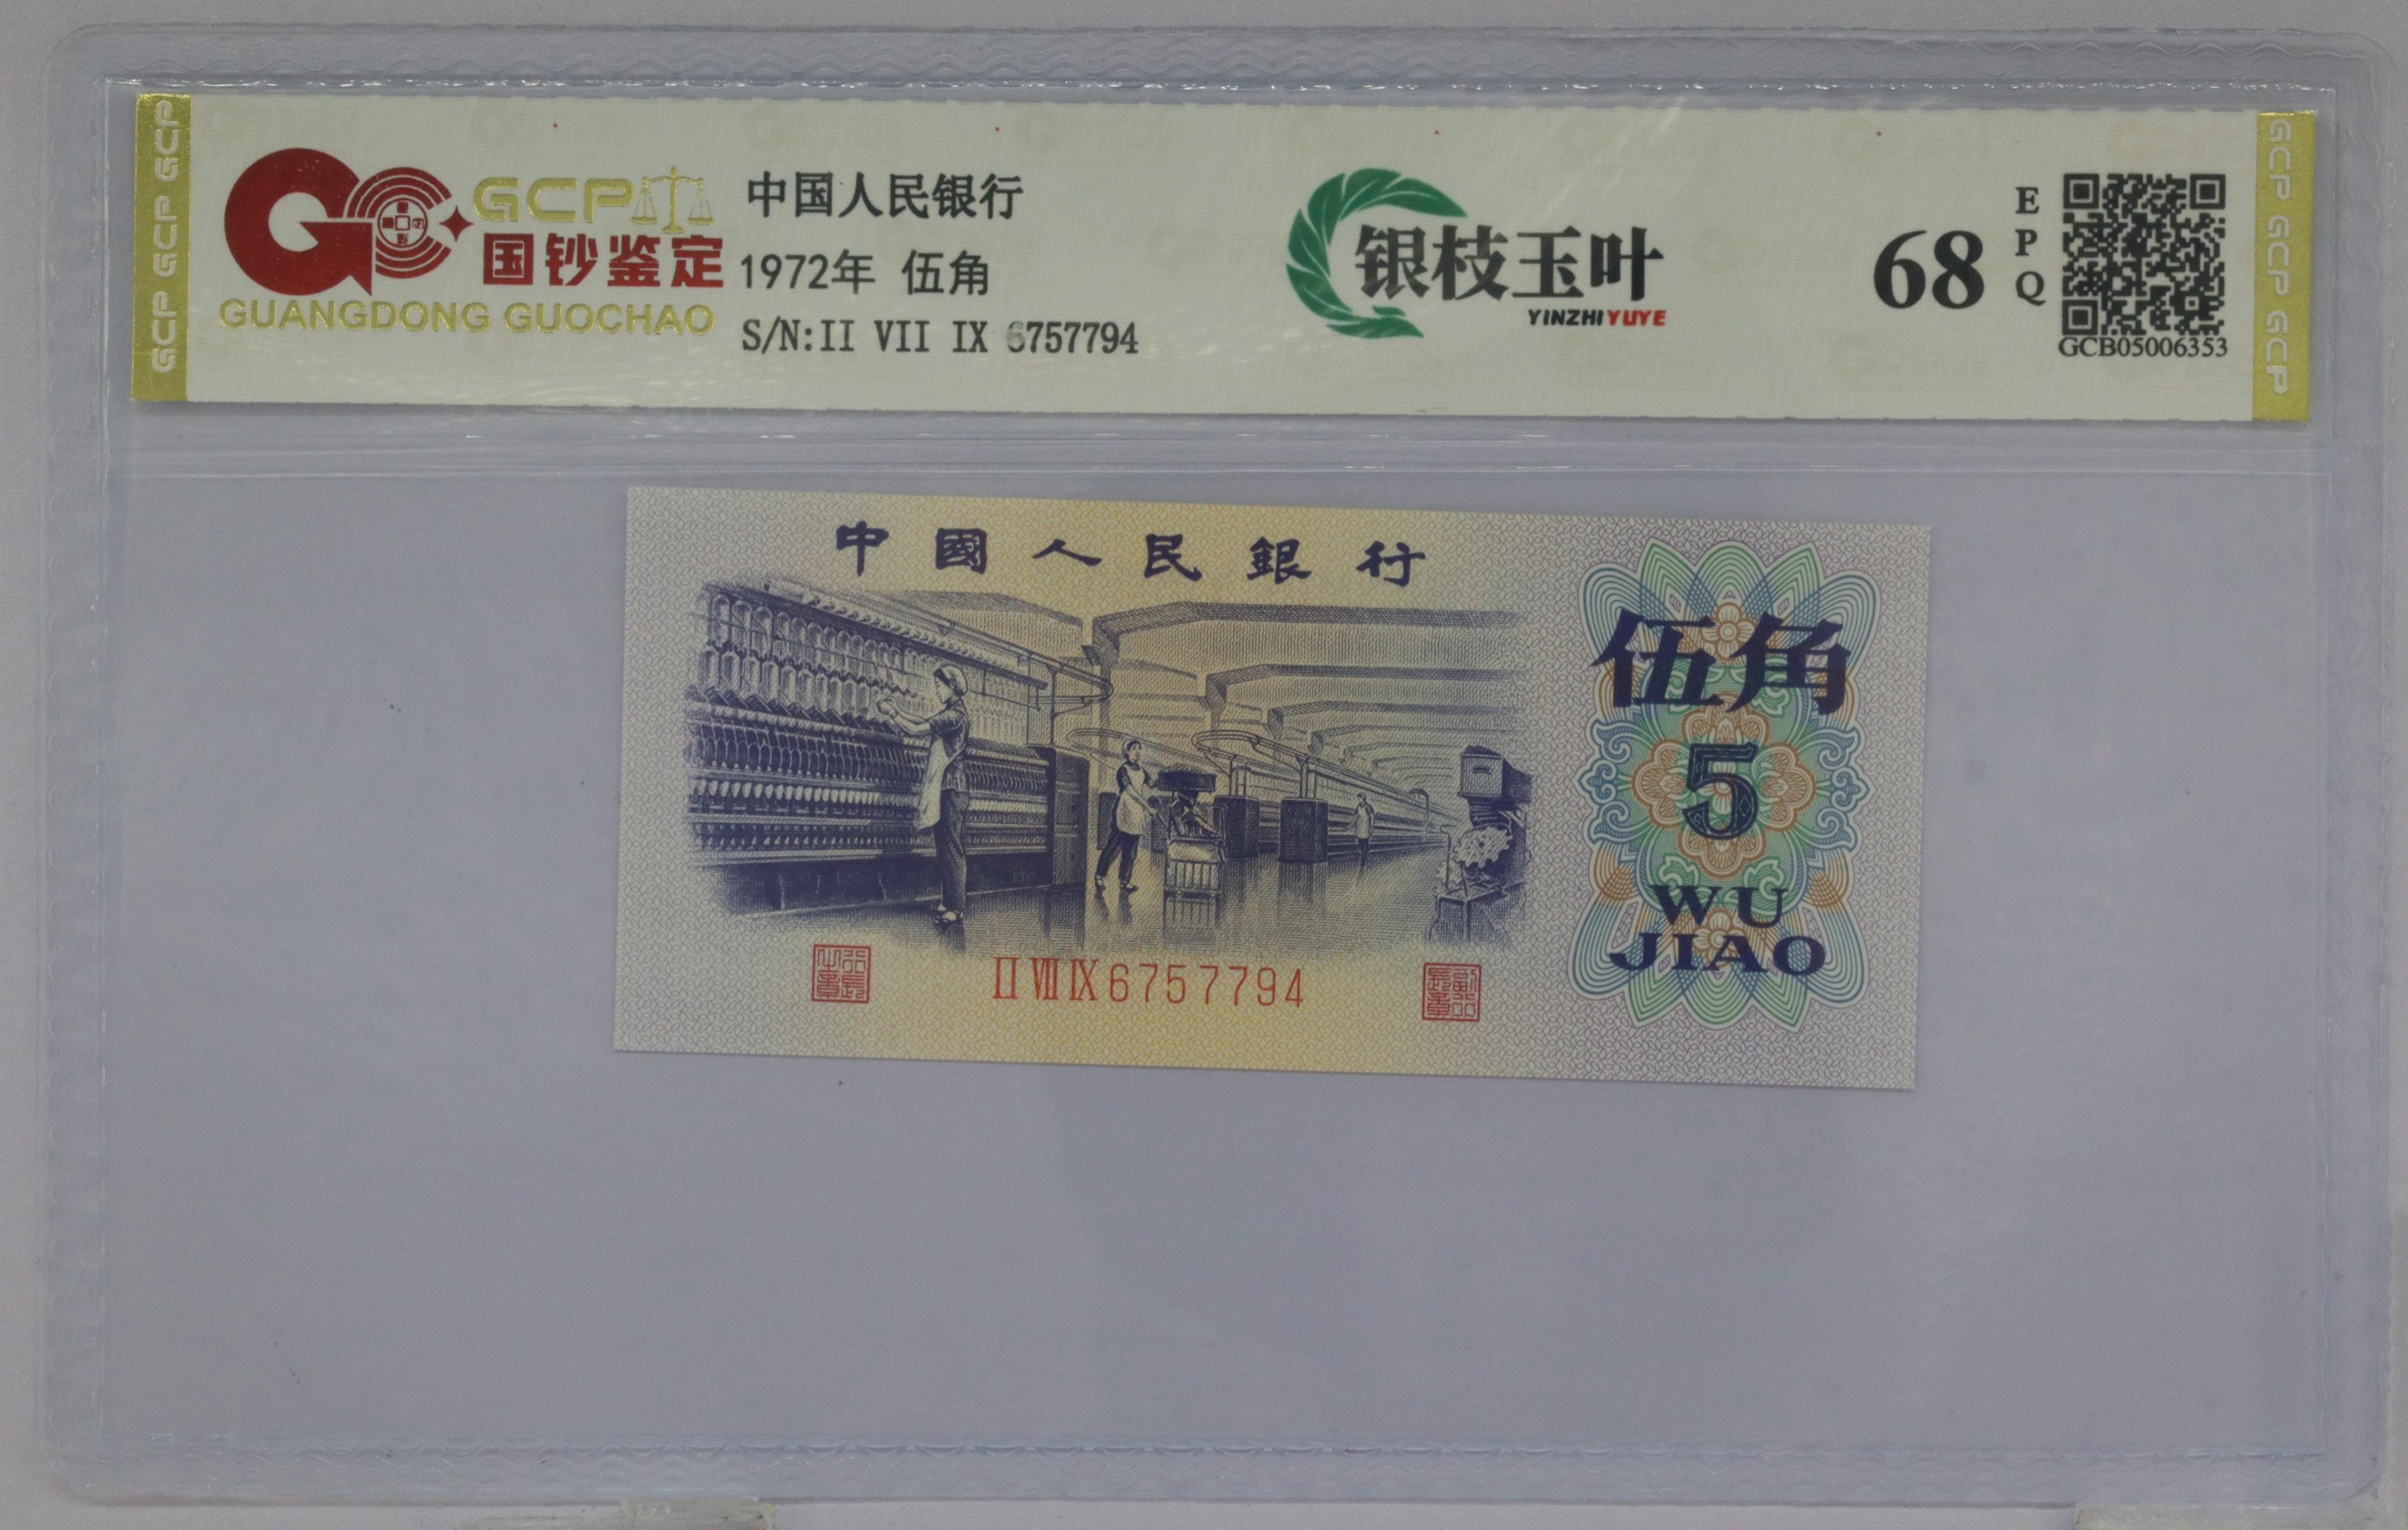 GCP GCP GCP
GCP
国钞鉴定
GUANGDONG GUOCHAO
中国人民银行
1972年 伍角
S/N:II VII IX 6757794
银枝玉叶
YINZHIYUYE
68
EPQ
GCB05006353
GCP GCP GCP
中國人民銀行
伍角
5
WU
JIAO
II VII IX 6757794